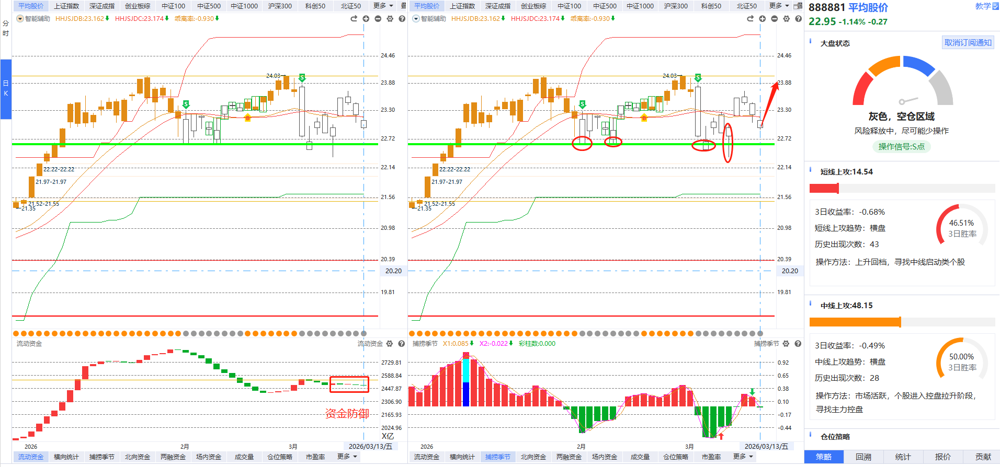 平均股价 上证指数 深证成指 创业板综 中证100 中证500 中证1000 沪深300 科创50 北证50 更多
智能辅助 HHJSJDB:23.162 HHJSJDC:23.174 乖离率:-0.930
分时
日K
24.46
24.03
S
23.88
S
23.30
B
22.72
22.22-22.22
22.14
21.97-21.97
21.56
21.52-21.55
21.35
20.98
20.39
20.20
19.81
流动资金 流动资金
2729.81
2588.84
2447.87
2306.90
资金防御
2165.93
2024.96
X亿
2026 2月 3月 2026/03/13/五
流动资金 横向统计 捕捞季节 北向资金 两融资金 场内资金 成交量 仓位策略 市盈率 更多
平均股价 上证指数 深证成指 创业板综 中证100 中证500 中证1000 沪深300 科创50 北证50 更多
智能辅助 HHJSJDB:23.162 HHJSJDC:23.174 乖离率:-0.930
24.46
24.03
S
23.88
S
23.30
B
22.72
22.22-22.22
22.14
21.97-21.97
21.56
21.52-21.55
21.35
20.98
20.39
20.20
19.81
捕捞季节 X1:0.085 X2:-0.022 彩柱数:0.000 捕捞季节
0.92
0.65
0.38
0.10
-0.17
-0.44
2026 2月 3月 2026/03/13/五
流动资金 横向统计 捕捞季节 北向资金 两融资金 场内资金 成交量 仓位策略 市盈率 更多
888881 平均股价 教学
22.95 -1.14% -0.27
大盘状态 取消订阅通知
灰色，空仓区域
风险释放中，尽可能少操作
操作信号:S点
短线上攻:14.54
3日收益率：-0.68%
短线上攻趋势：横盘
历史出现次数：43
46.51%
3日胜率
操作方法：上升回档，寻找中线启动类个股
中线上攻:48.15
3日收益率：-0.49%
中线上攻趋势：横盘
历史出现次数：28
50.00%
3日胜率
操作方法：市场活跃，个股进入控盘拉升阶段，
寻找主力控盘
仓位策略
策略 回溯 统计 报价 贡献